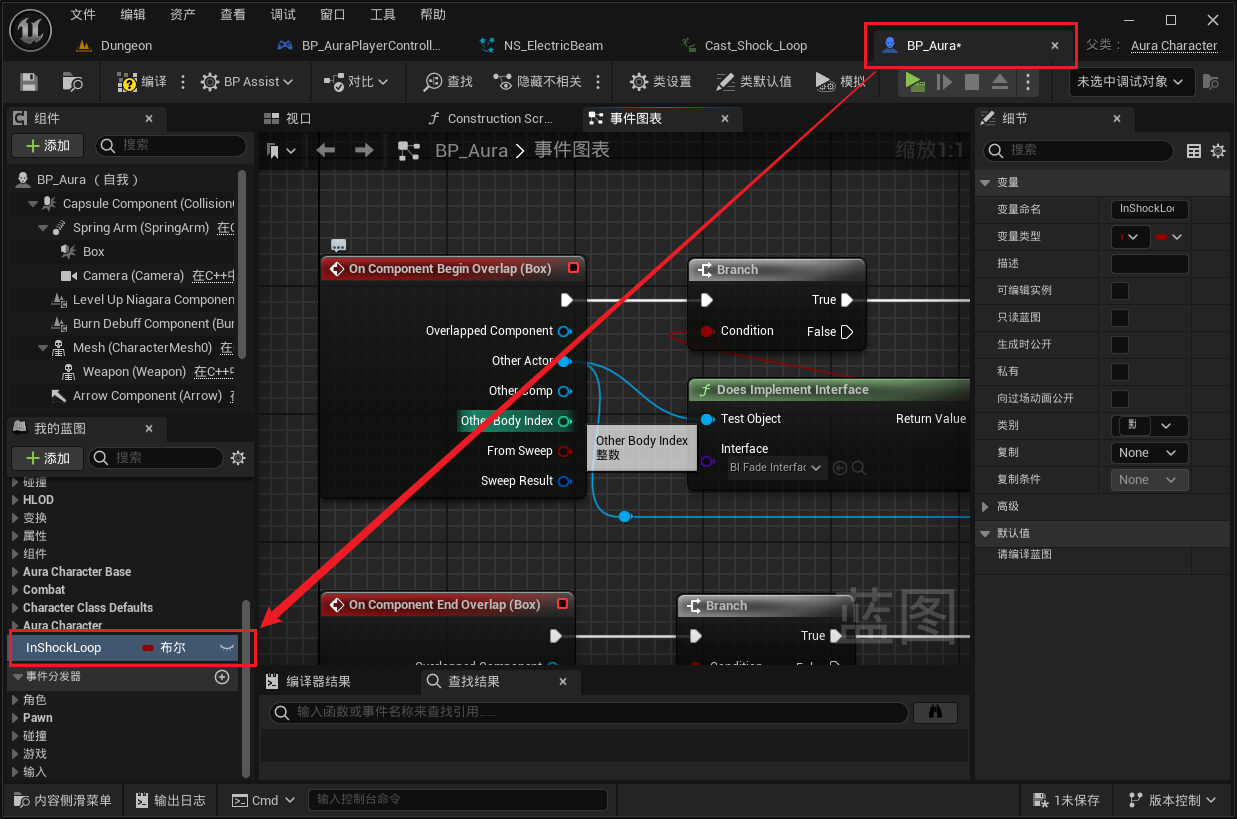 文件 编辑 资产 查看 调试 窗口 工具 帮助
Dungeon BP_AuraPlayerControll... NS_ElectricBeam Cast_Shock_Loop BP_Aura* 父类： Aura Character
编译 BP Assist 对比 查找 隐藏不相关 类设置 类默认值 模拟 未选中调试对象
组件 视口 Construction Scr... 事件图表 细节
添加 搜索 BP_Aura 事件图表 缩放1:1 搜索
BP_Aura （自我）
Capsule Component (Collision
Spring Arm (SpringArm) 在C
Box
Camera (Camera) 在C++中
Level Up Niagara Componen
Burn Debuff Component (Bur
Mesh (CharacterMesh0) 在
Weapon (Weapon) 在C++中
Arrow Component (Arrow)
我的蓝图
添加 搜索
碰撞
HLOD
变换
属性
组件
Aura Character Base
Combat
Character Class Defaults
Aura Character
InShockLoop 布尔
事件分发器
角色
Pawn
碰撞
游戏
输入
On Component Begin Overlap (Box)
Overlapped Component
Other Actor
Other Comp
Other Body Index
From Sweep
Sweep Result
Other Body Index
整数
Branch
True
Condition False
Does Implement Interface
Test Object Return Value
Interface
BI Fade Interfac
On Component End Overlap (Box)
Overlapped Component
Branch
True
Condition False
蓝图
编译器结果 查找结果
输入函数或事件名称来查找引用......
变量
变量命名 InShockLo
变量类型
描述
可编辑实例
只读蓝图
生成时公开
私有
向过场动画公开
类别
复制 None
复制条件 None
高级
默认值
请编译蓝图
内容侧滑菜单 输出日志 Cmd 输入控制台命令 1未保存 版本控制